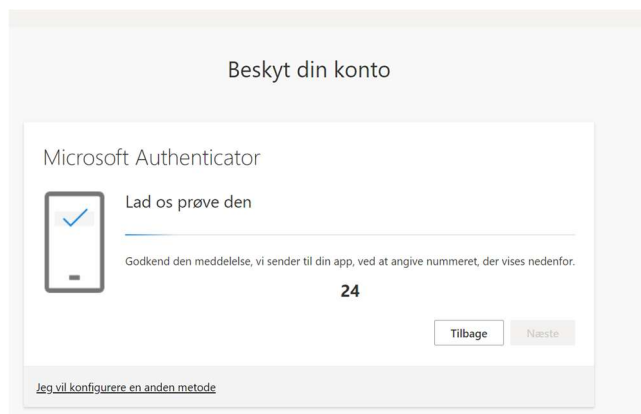 Beskyt din konto
Microsoft Authenticator
Lad os prøve den
Godkend den meddelelse, vi sender til din app, ved at angive nummeret, der vises nedenfor.
24
Tilbage
Næste
Jeg vil konfigurere en anden metode